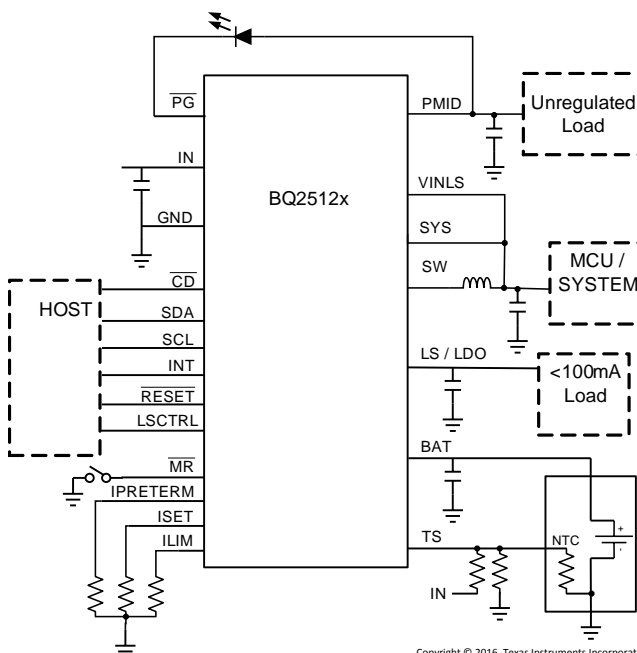 PG
IN
GND
CD
SDA
SCL
INT
RESET
LSCTRL
MR
IPRETERM
ISET
ILIM
HOST
BQ2512x
PMID
VINLS
SYS
SW
LS / LDO
BAT
TS
Unregulated
Load
MCU /
SYSTEM
<100mA
Load
NTC
+
-
IN
Copyright © 2016, Texas Instruments Incorporat